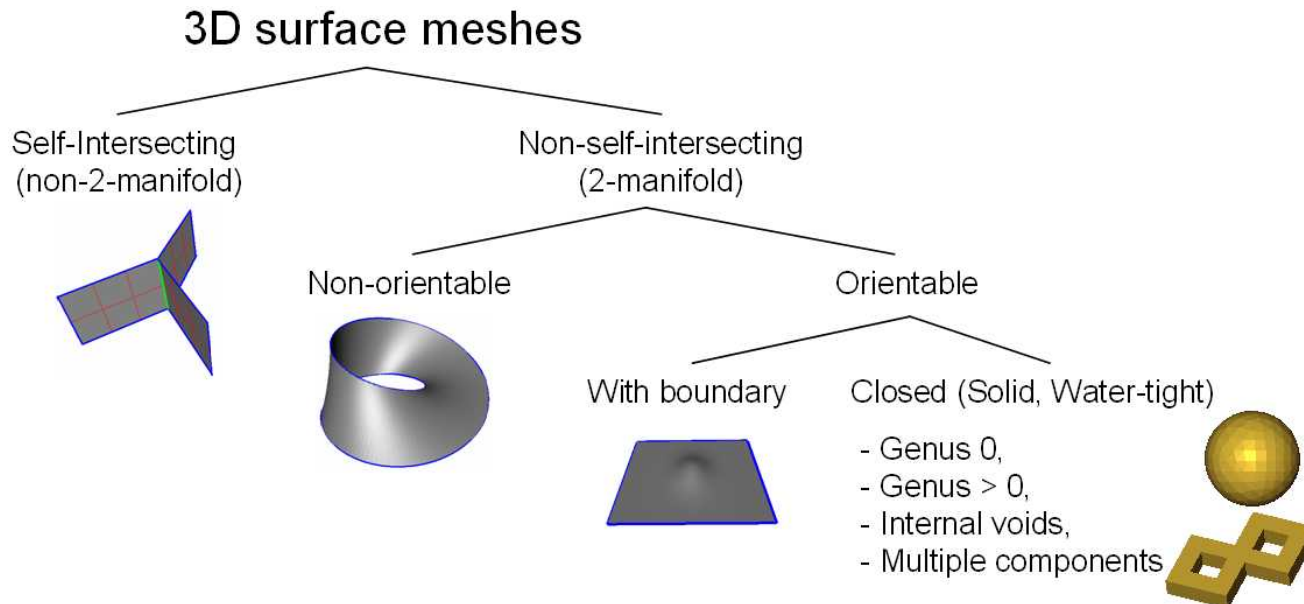 3D surface meshes
Self-Intersecting
(non-2-manifold)
Non-self-intersecting
(2-manifold)
Non-orientable
Orientable
With boundary
Closed (Solid, Water-tight)
- Genus 0,
- Genus > 0,
- Internal voids,
- Multiple components